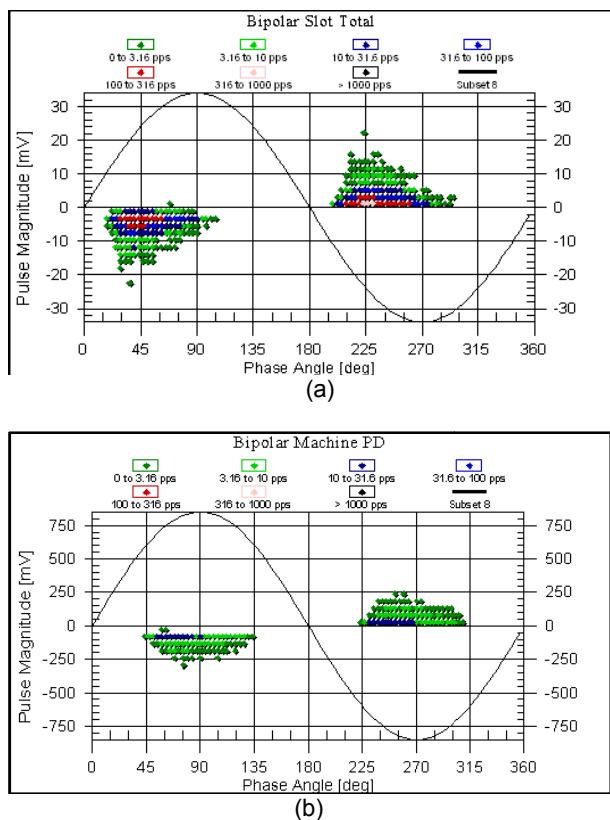 Bipolar Slot Total
0 to 3.16 pps 3.16 to 10 pps 10 to 31.6 pps 31.6 to 100 pps
100 to 316 pps 316 to 1000 pps > 1000 pps Subset 8
30 30
20 20
10 10
0 0
-10 -10
-20 -20
-30 -30
Pulse Magnitude [mV]
0 45 90 135 180 225 270 315 360
Phase Angle [deg]
(a)
Bipolar Machine PD
0 to 3.16 pps 3.16 to 10 pps 10 to 31.6 pps 31.6 to 100 pps
100 to 316 pps 316 to 1000 pps > 1000 pps Subset 8
750 750
500 500
250 250
0 0
-250 -250
-500 -500
-750 -750
Pulse Magnitude [mV]
0 45 90 135 180 225 270 315 360
Phase Angle [deg]
(b)